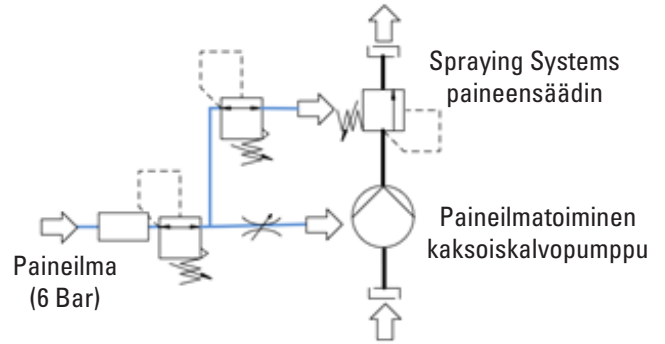 Spraying Systems
paineensäädin
Paineilmatoiminen
kaksoiskalvopumppu
Paineilma
(6 Bar)